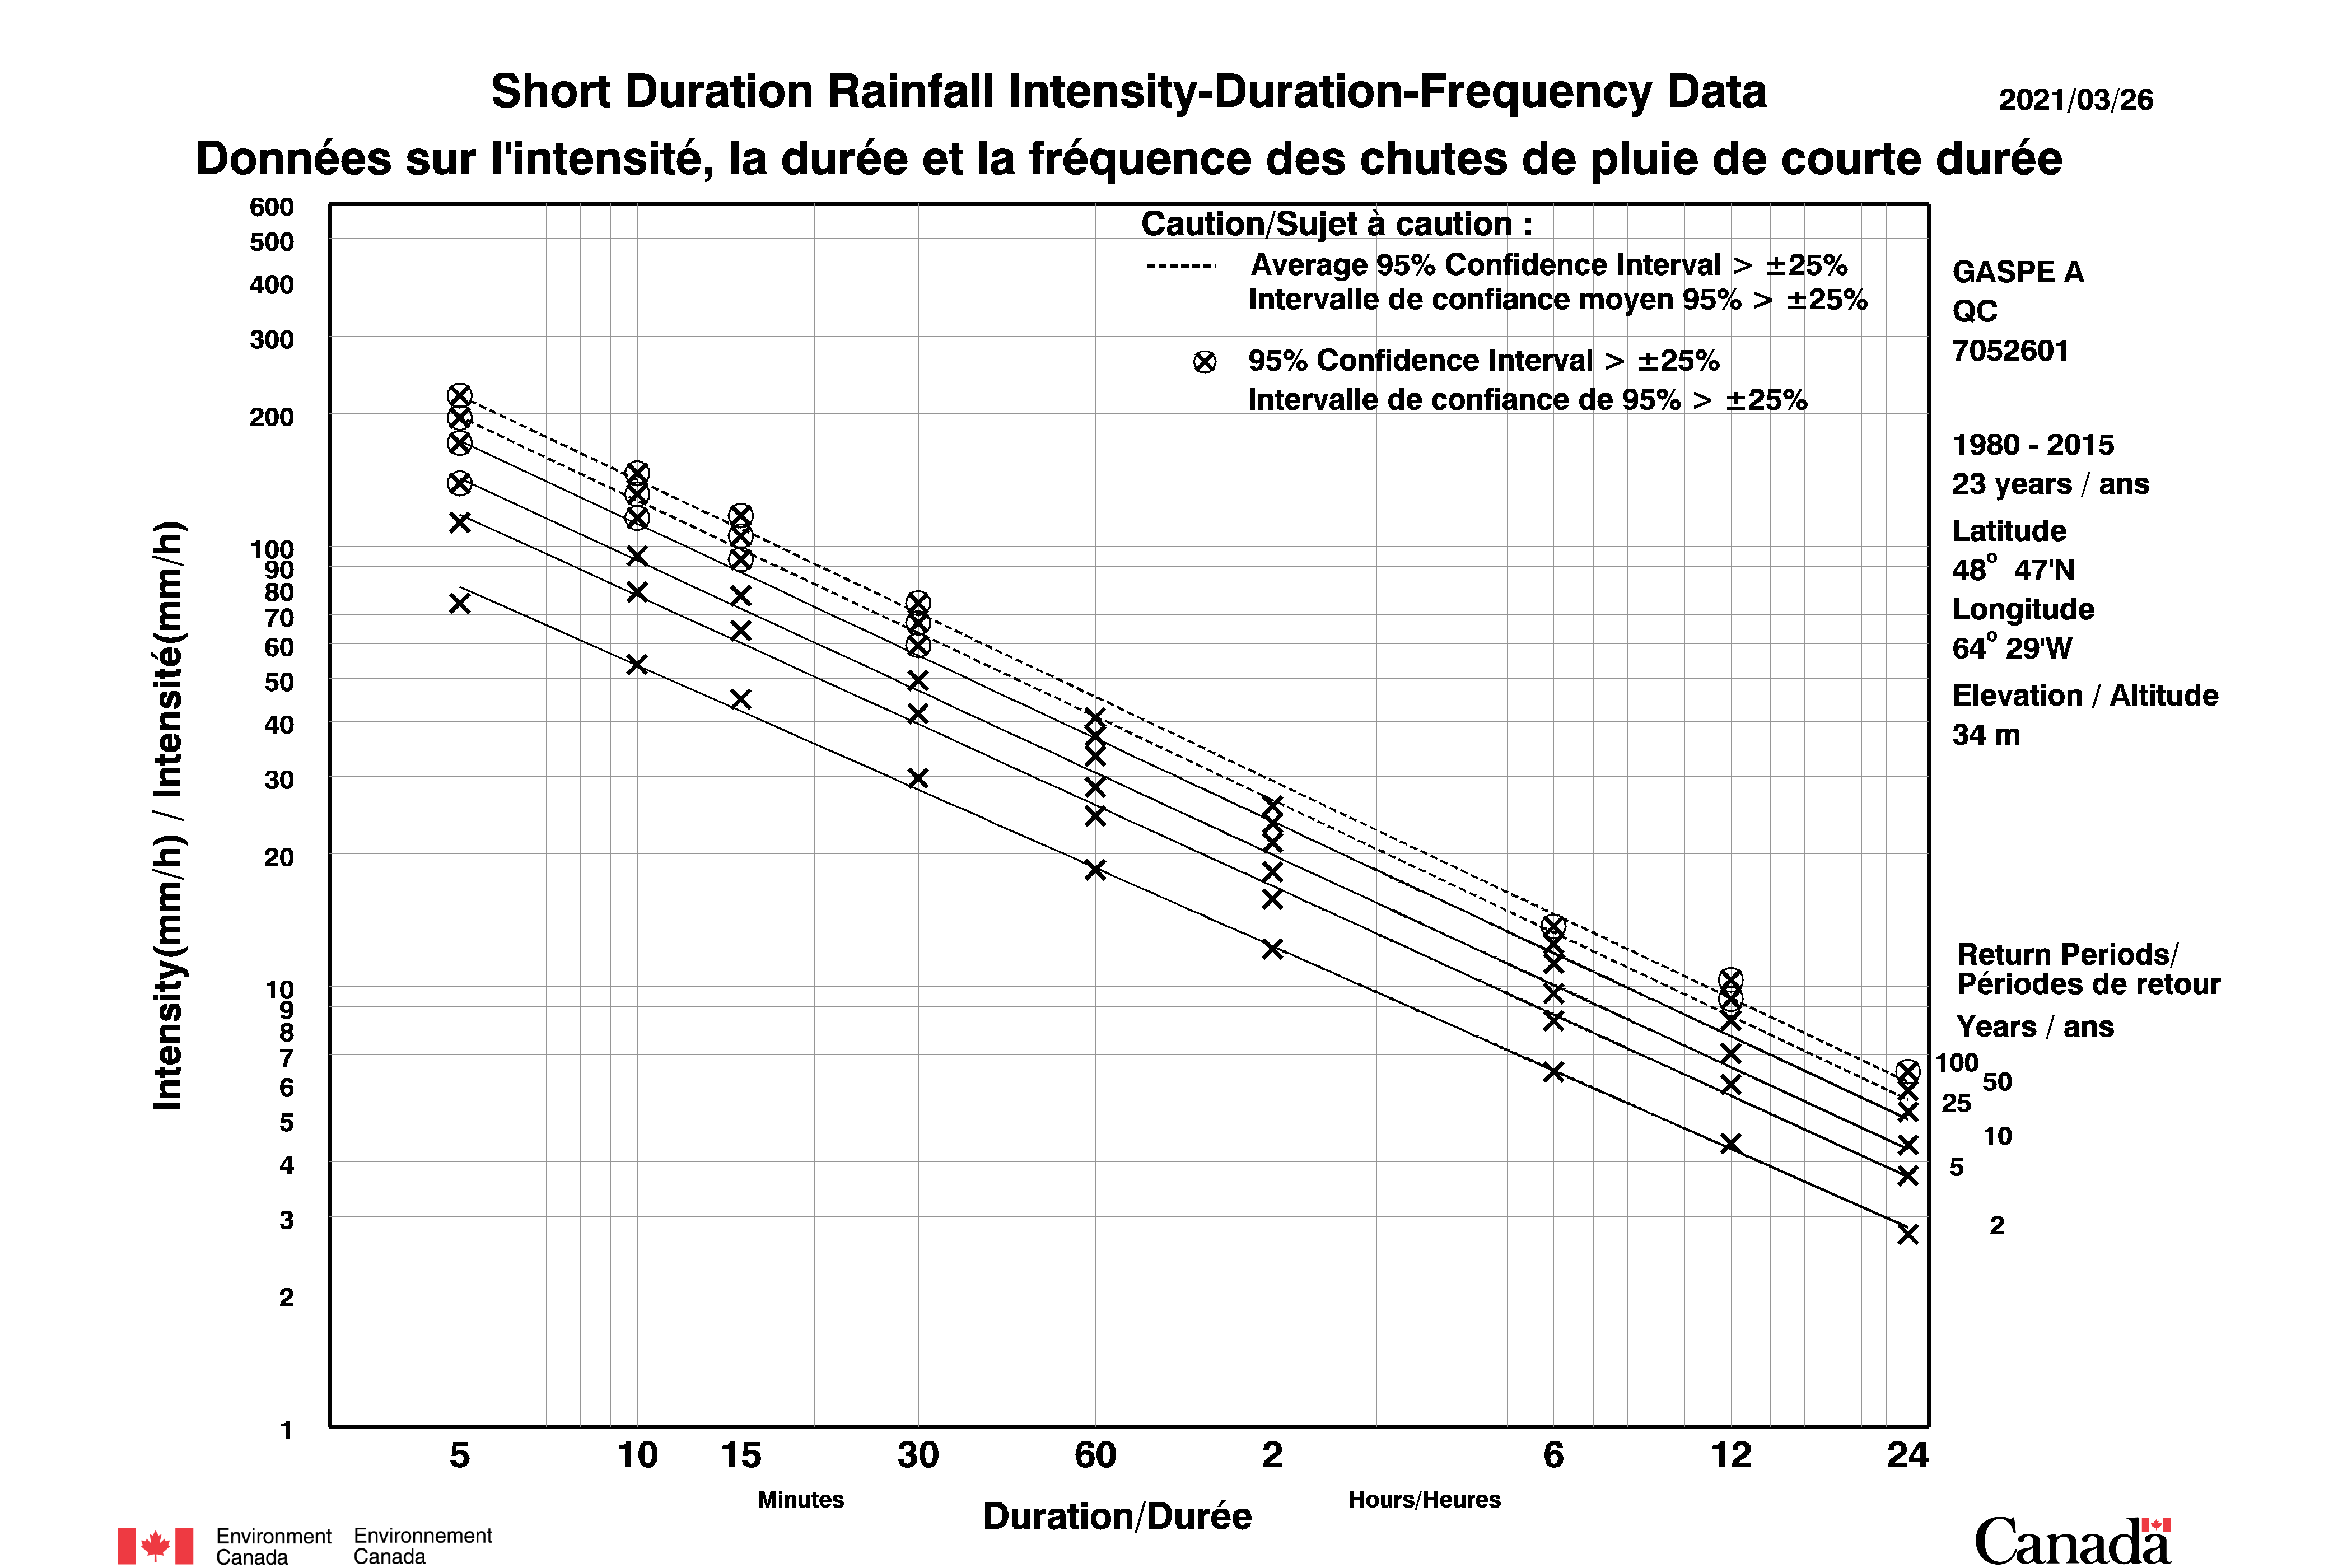 Short Duration Rainfall Intensity-Duration-Frequency Data
2021/03/26
Données sur l'intensité, la durée et la fréquence des chutes de pluie de courte durée
Caution/Sujet à caution :
Average 95% Confidence Interval > ±25%
Intervalle de confiance moyen 95% > ±25%
95% Confidence Interval > ±25%
Intervalle de confiance de 95% > ±25%
GASPE A
QC
7052601
1980 - 2015
23 years / ans
Latitude
48° 47'N
Longitude
64° 29'W
Elevation / Altitude
34 m
Return Periods/
Périodes de retour
Years / ans
100
50
25
10
5
2
Intensity(mm/h) / Intensité(mm/h)
600
500
400
300
200
100
90
80
70
60
50
40
30
20
10
9
8
7
6
5
4
3
2
1
5 10 15 30 60 2 6 12 24
Minutes
Hours/Heures
Duration/Durée
Environment Environnement
Canada Canada
Canada